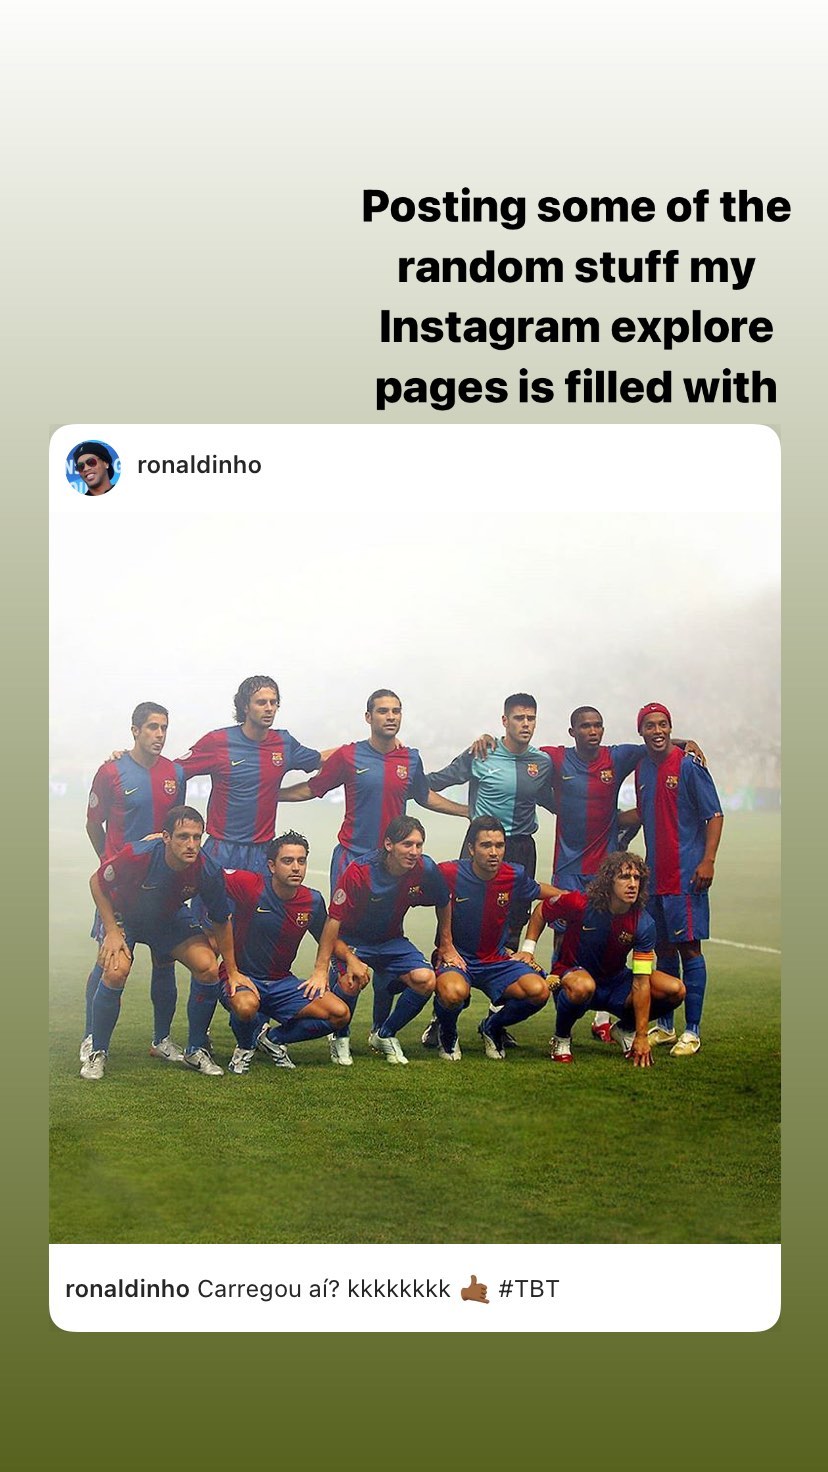 Posting some of the
random stuff my
Instagram explore
pages is filled with
ronaldinho
ronaldinho Carregou aí? kkkkkkkk 🤙🏾 #TBT